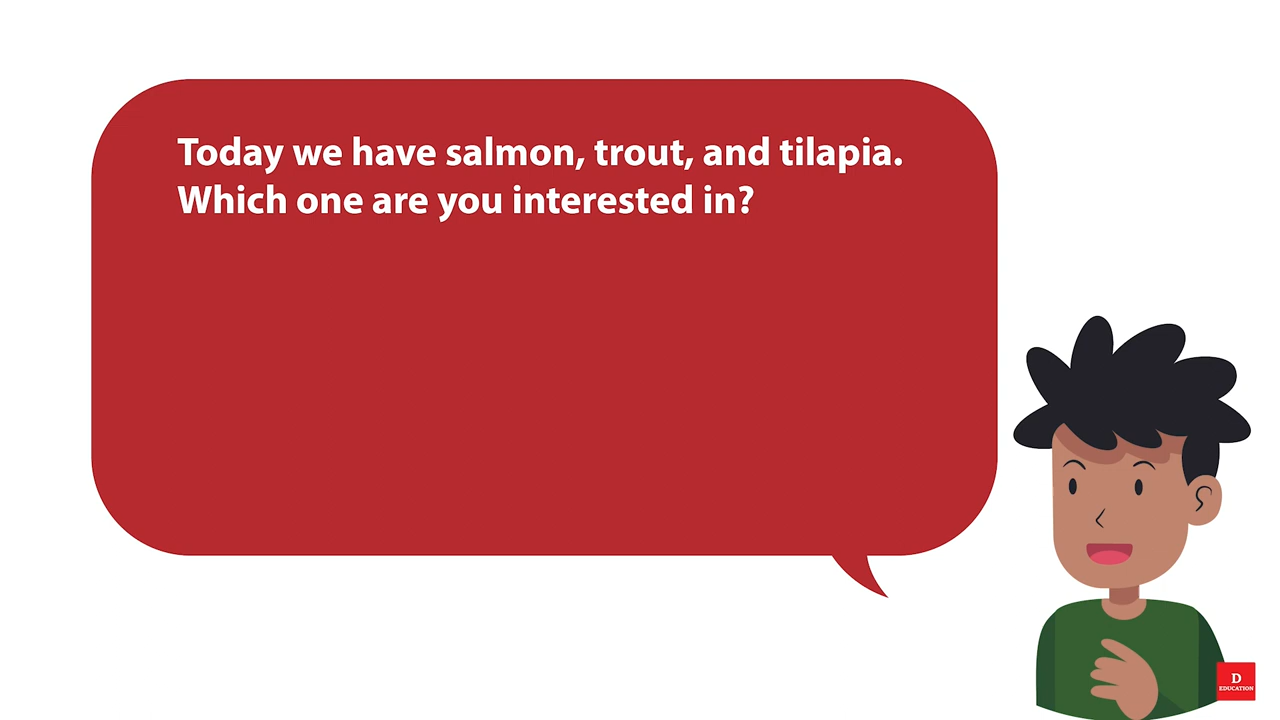 Today we have salmon, trout, and tilapia.
Which one are you interested in?
D
EDUCATION